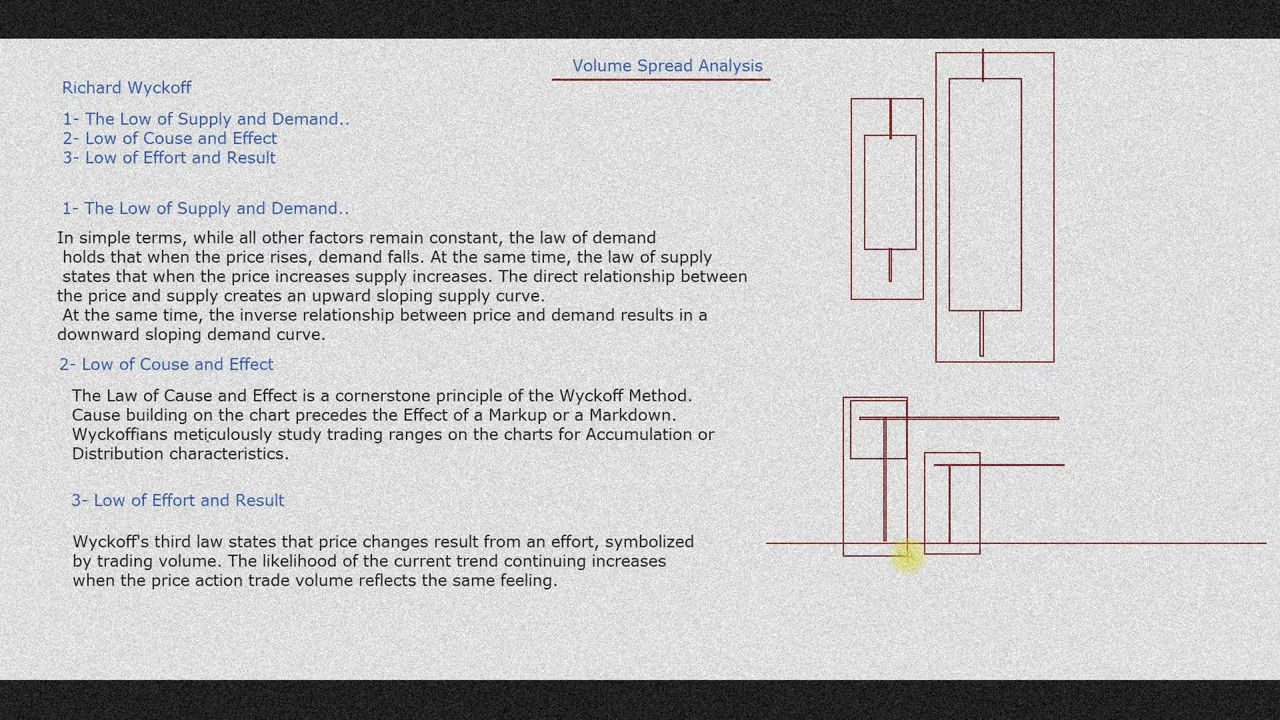 Volume Spread Analysis
Richard Wyckoff
1- The Low of Supply and Demand..
2- Low of Couse and Effect
3- Low of Effort and Result
1- The Low of Supply and Demand..
In simple terms, while all other factors remain constant, the law of demand
holds that when the price rises, demand falls. At the same time, the law of supply
states that when the price increases supply increases. The direct relationship between
the price and supply creates an upward sloping supply curve.
At the same time, the inverse relationship between price and demand results in a
downward sloping demand curve.
2- Low of Couse and Effect
The Law of Cause and Effect is a cornerstone principle of the Wyckoff Method.
Cause building on the chart precedes the Effect of a Markup or a Markdown.
Wyckoffians meticulously study trading ranges on the charts for Accumulation or
Distribution characteristics.
3- Low of Effort and Result
Wyckoff's third law states that price changes result from an effort, symbolized
by trading volume. The likelihood of the current trend continuing increases
when the price action trade volume reflects the same feeling.